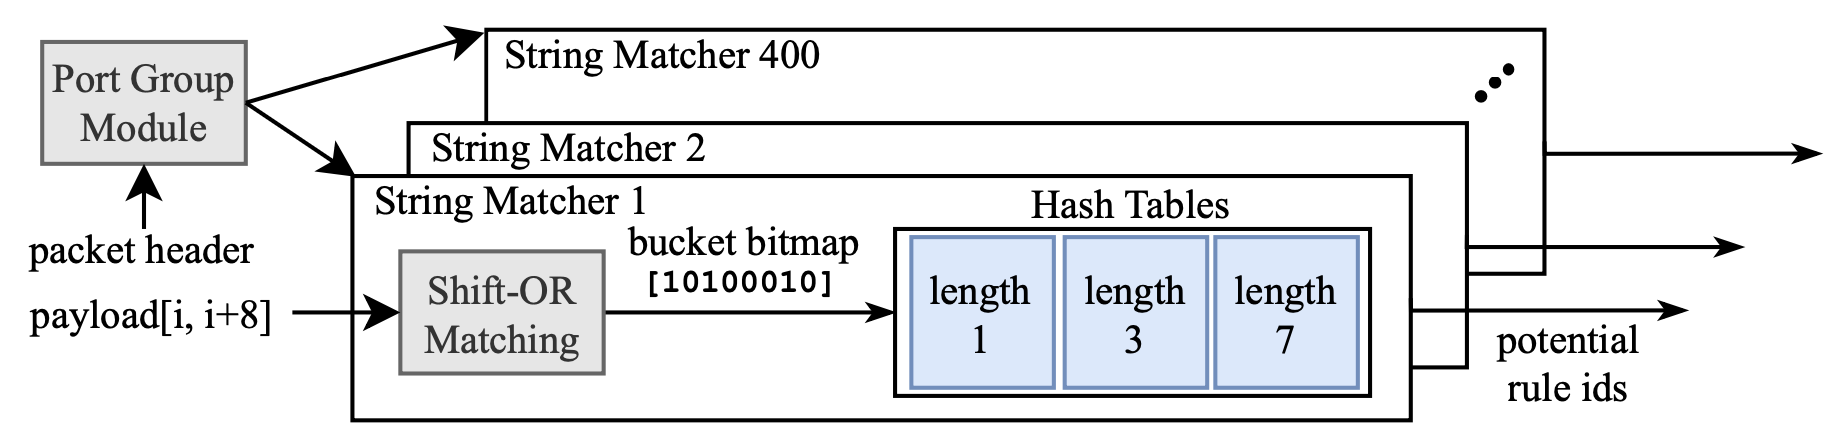 Port Group
Module
packet header
payload[i, i+8]
String Matcher 400
String Matcher 2
String Matcher 1
Shift-OR
Matching
bucket bitmap
[10100010]
Hash Tables
length
1
length
3
length
7
potential
rule ids